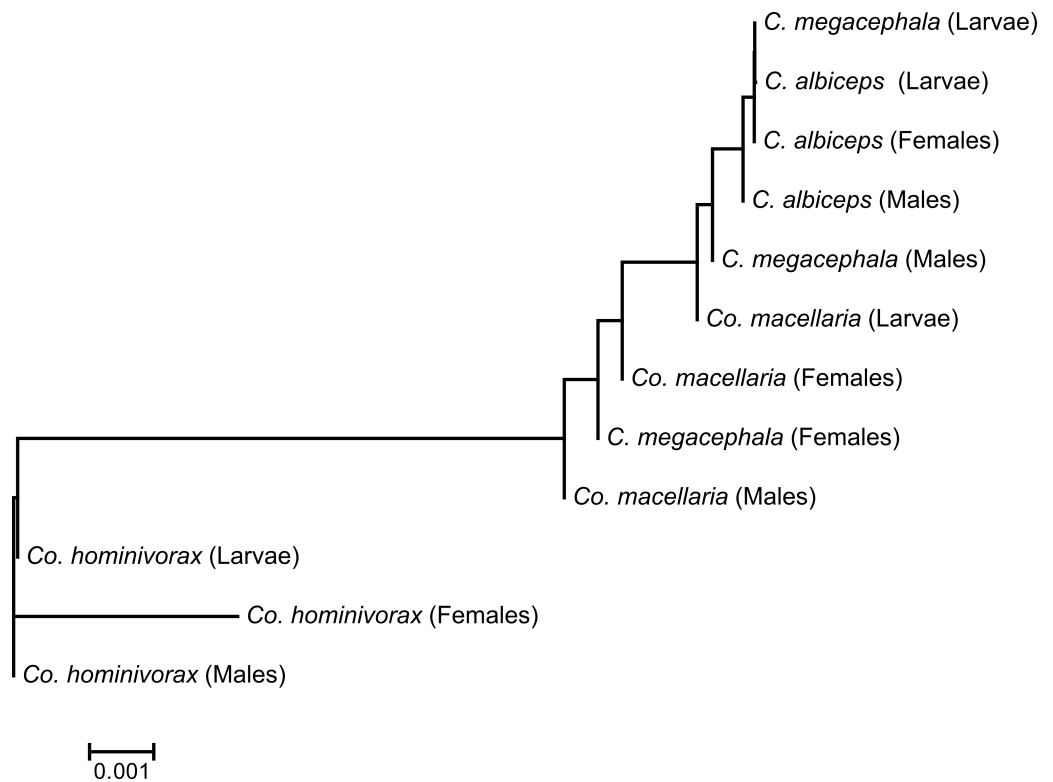 C. megacephala (Larvae)
C. albiceps (Larvae)
C. albiceps (Females)
C. albiceps (Males)
C. megacephala (Males)
Co. macellaria (Larvae)
Co. macellaria (Females)
C. megacephala (Females)
Co. macellaria (Males)
Co. hominivorax (Larvae)
Co. hominivorax (Females)
Co. hominivorax (Males)
0.001